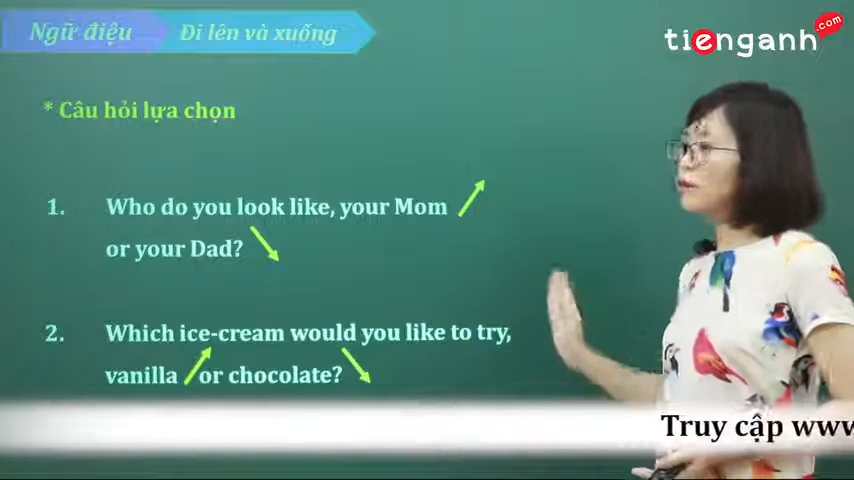 Ngữ điệu
Đi lên và xuống
tienganh.com
* Câu hỏi lựa chọn
1. Who do you look like, your Mom
or your Dad?
2. Which ice-cream would you like to try,
vanilla or chocolate?
Truy cập www